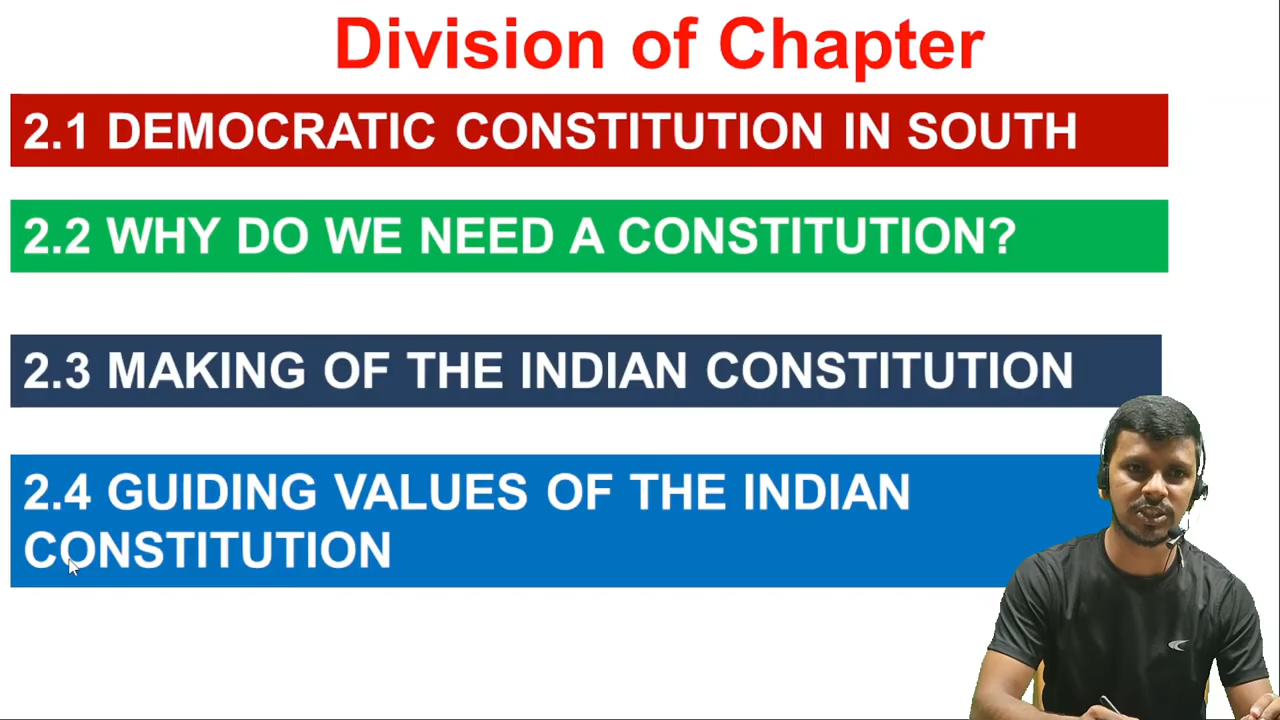 Division of Chapter
2.1 DEMOCRATIC CONSTITUTION IN SOUTH
2.2 WHY DO WE NEED A CONSTITUTION?
2.3 MAKING OF THE INDIAN CONSTITUTION
2.4 GUIDING VALUES OF THE INDIAN
CONSTITUTION